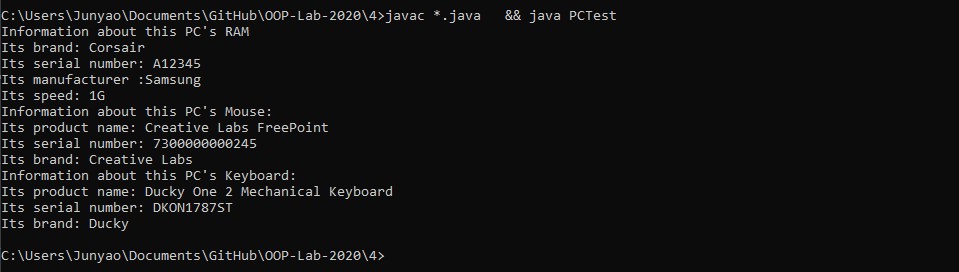 C:\Users\Junyao\Documents\GitHub\OOP-Lab-2020\4>javac *.java   && java PCTest
Information about this PC's RAM
Its brand: Corsair
Its serial number: A12345
Its manufacturer :Samsung
Its speed: 1G
Information about this PC's Mouse:
Its product name: Creative Labs FreePoint
Its serial number: 7300000000245
Its brand: Creative Labs
Information about this PC's Keyboard:
Its product name: Ducky One 2 Mechanical Keyboard
Its serial number: DKON1787ST
Its brand: Ducky
C:\Users\Junyao\Documents\GitHub\OOP-Lab-2020\4>